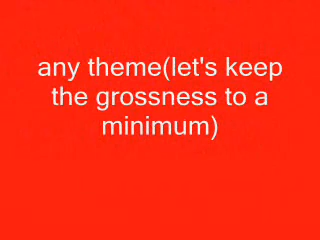 any theme(let's keep
the grossness to a
minimum)